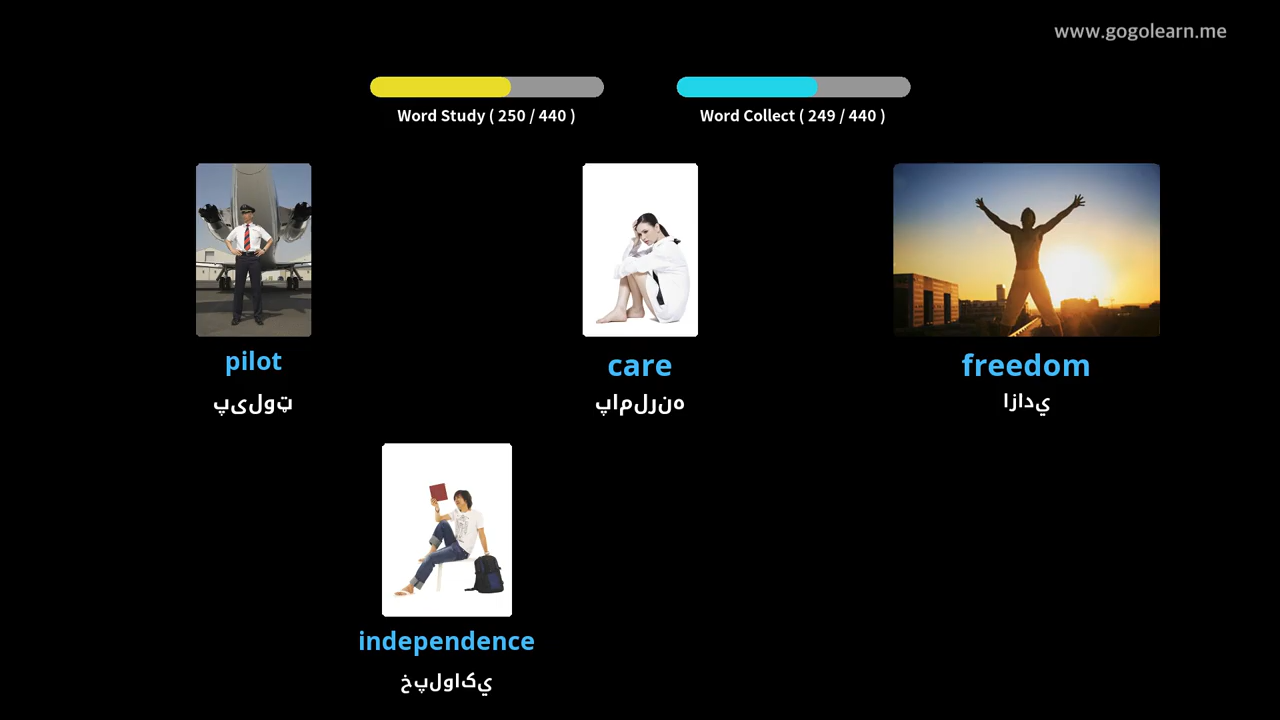 www.gogolearn.me
Word Study ( 250 / 440 )
Word Collect ( 249 / 440 )
pilot
care
freedom
پیلوټ
پاملرنه
ازادي
independence
خپلواکي